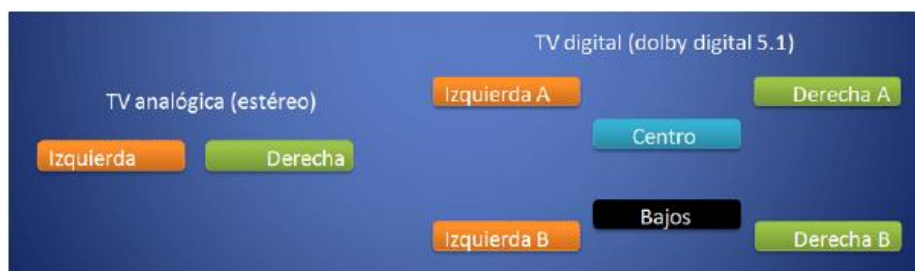 TV analógica (estéreo)
Izquierda
Derecha
TV digital (dolby digital 5.1)
Izquierda A
Derecha A
Centro
Bajos
Izquierda B
Derecha B